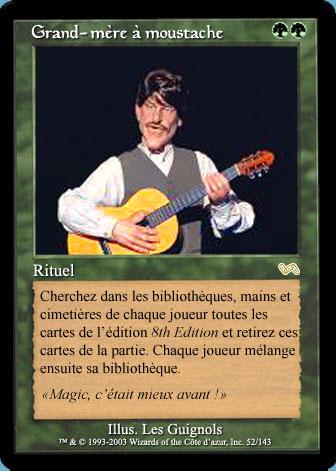 Grand-mère à moustache
Rituel
Cherchez dans les bibliothèques, mains et
cimetières de chaque joueur toutes les
cartes de l'édition 8th Edition et retirez ces
cartes de la partie. Chaque joueur mélange
ensuite sa bibliothèque.
«Magic, c'était mieux avant !»
Illus. Les Guignols
™ & © 1993-2003 Wizards of the Côte d'azur, Inc. 52/143